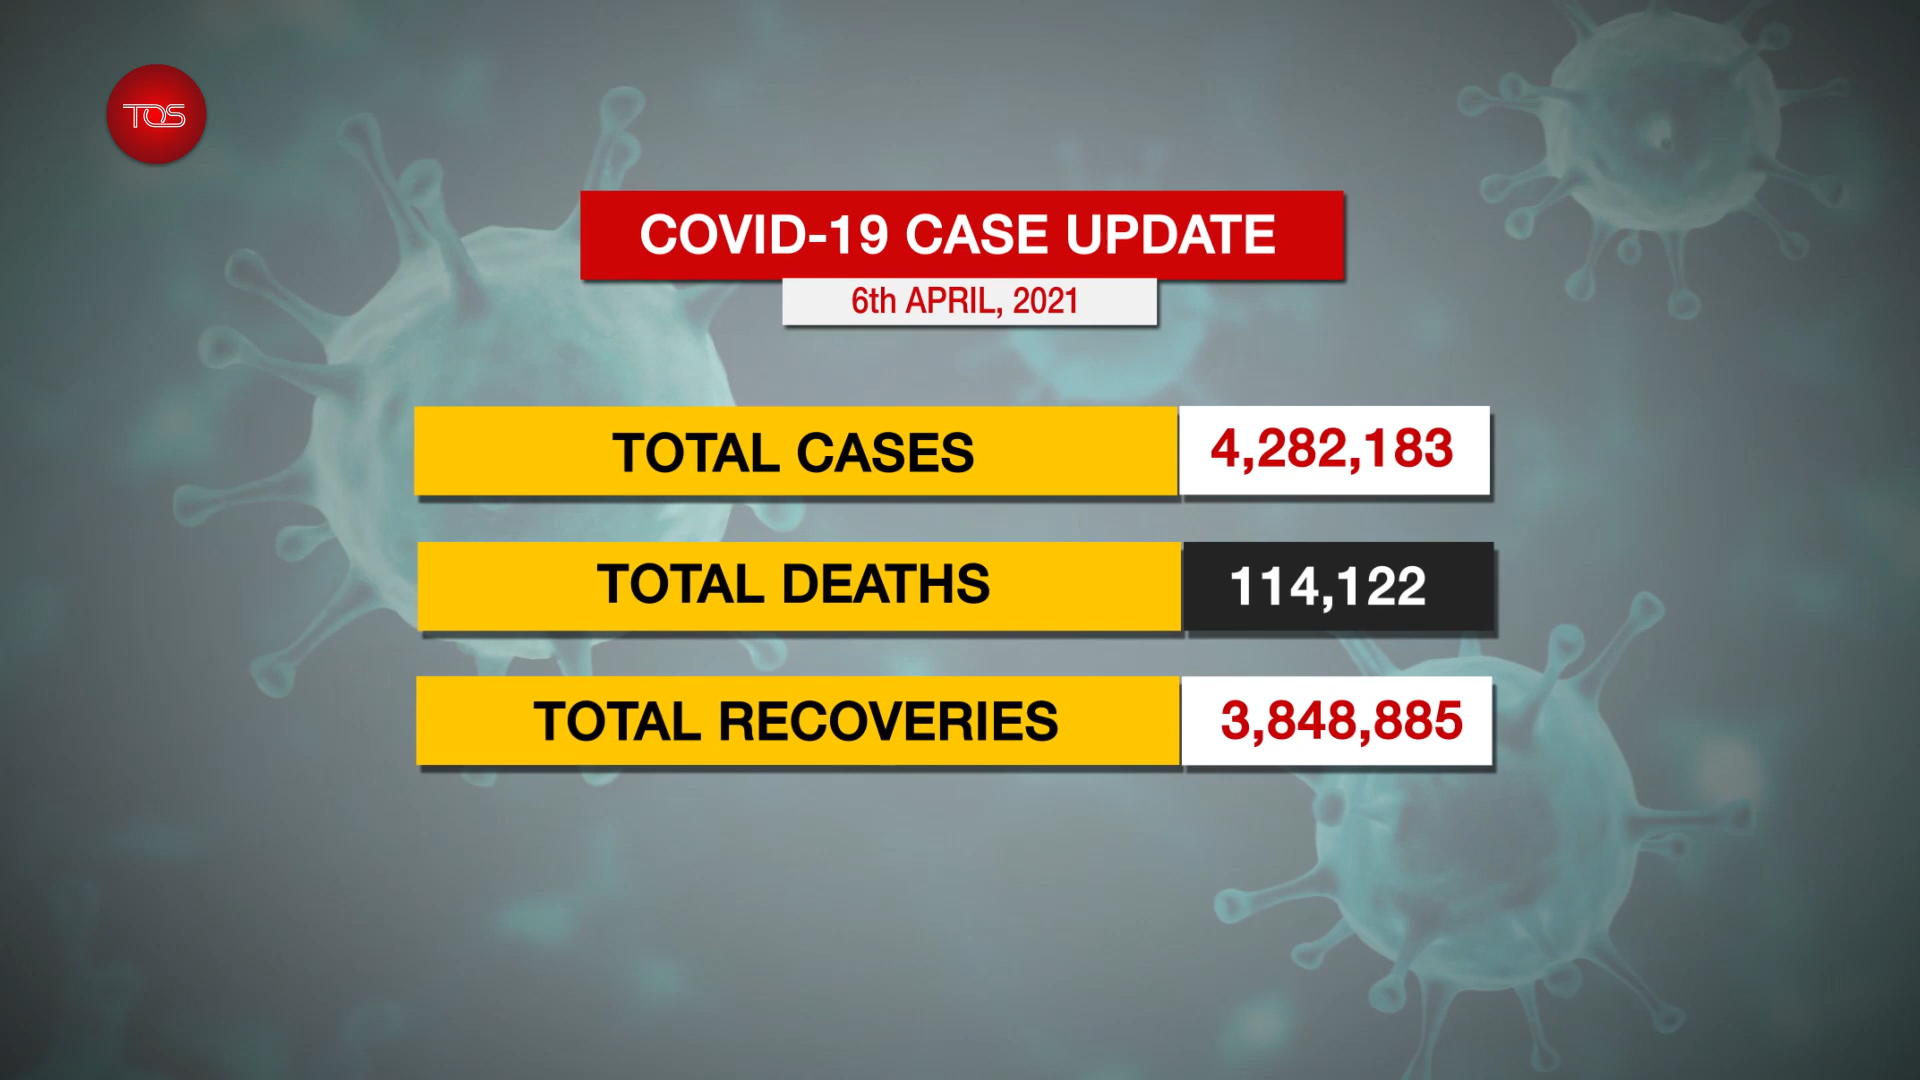 TOS
COVID-19 CASE UPDATE
6th APRIL, 2021
TOTAL CASES 4,282,183
TOTAL DEATHS 114,122
TOTAL RECOVERIES 3,848,885